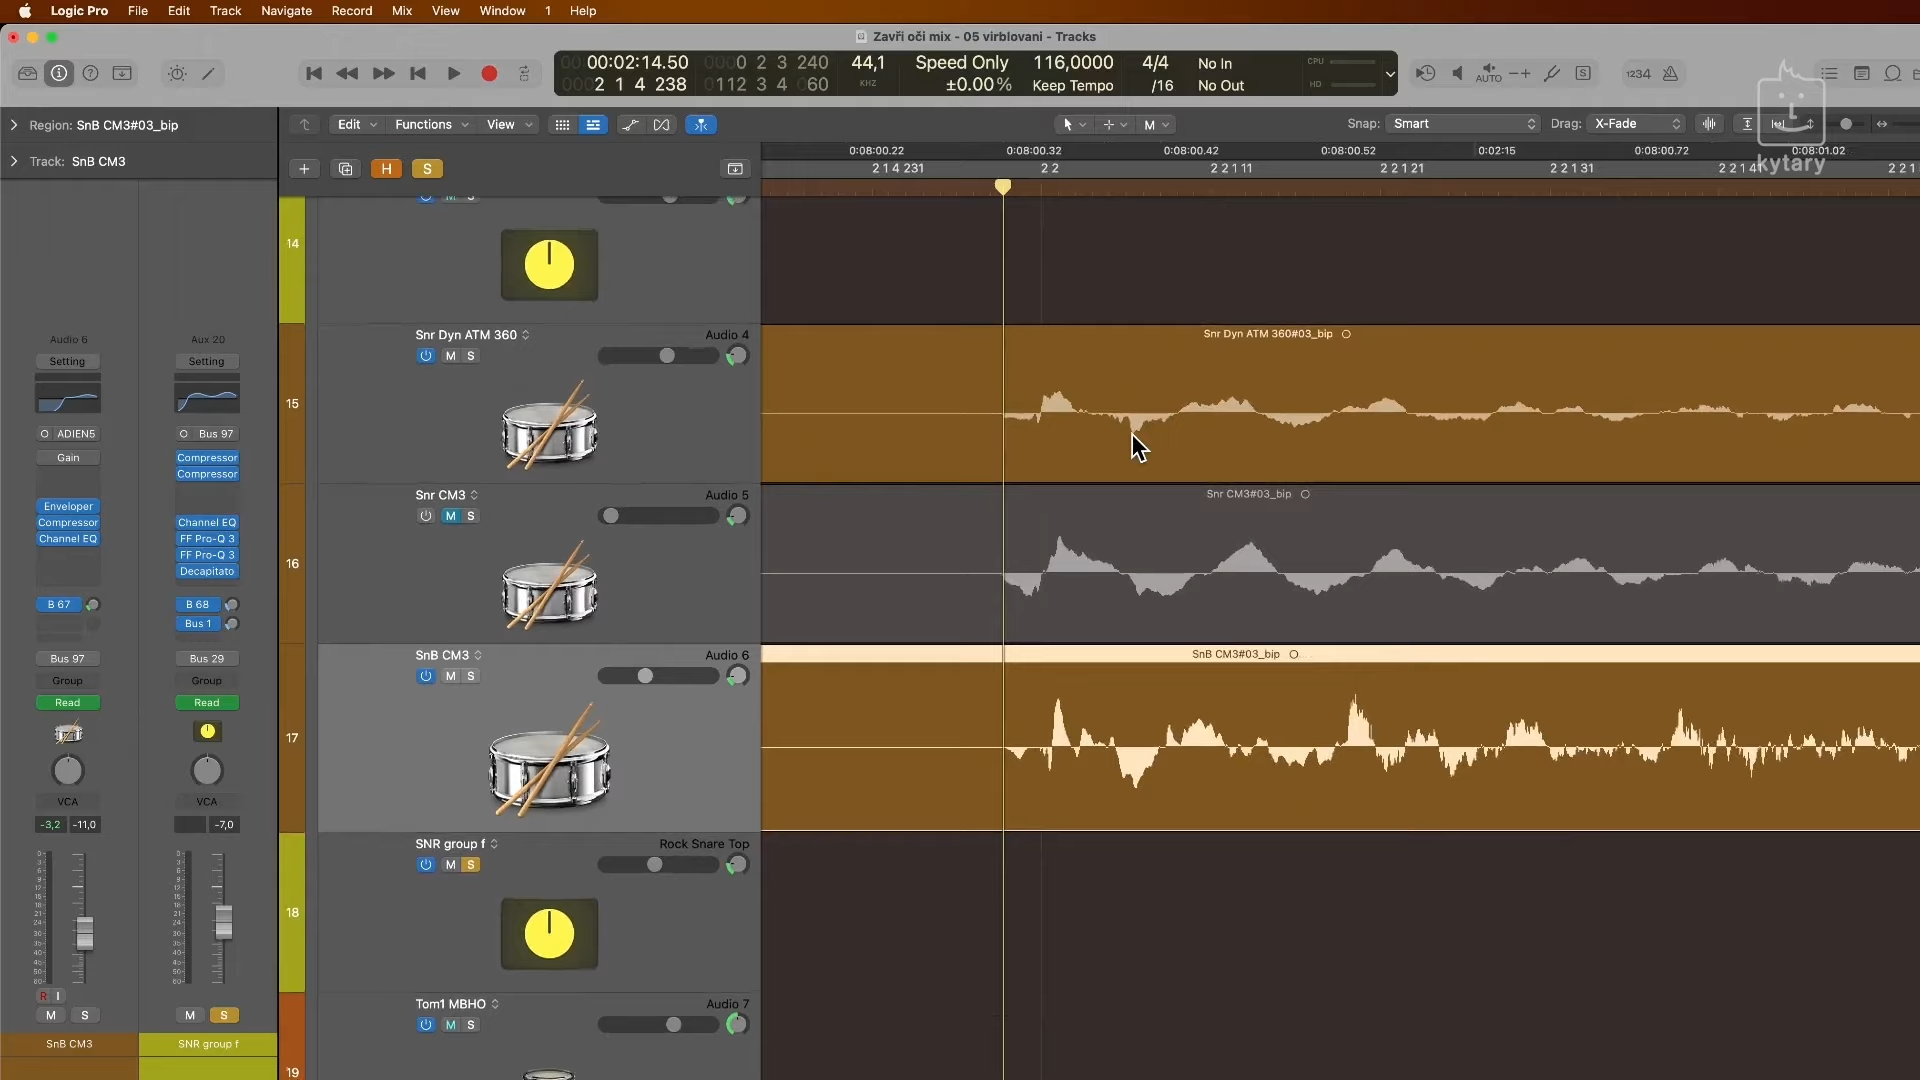 Logic Pro File Edit Track Navigate Record Mix View Window 1 Help
Zavři oči mix - 05 virblovani - Tracks
00:02:14.50 0000 2 3 240 44,1 Speed Only 116,0000 4/4 No In CPU
0002 1 4 238 0112 3 4 060 KHZ ±0.00% Keep Tempo /16 No Out HD
AUTO 1234
kytary
Region: SnB CM3#03_bip
Edit Functions View M Snap: Smart Drag: X-Fade
Track: SnB CM3
H S
0:08:00.22 0:08:00.32 0:08:00.42 0:08:00.52 0:02:15 0:08:00.72 0:08:01.02
2 1 4 231 2 2 2 2 1 11 2 2 1 21 2 2 1 31 2 2 1 41 2 2 1
14
Snr Dyn ATM 360 Audio 4
M S
15
Snr Dyn ATM 360#03_bip
Snr CM3 Audio 5
M S
16
Snr CM3#03_bip
SnB CM3 Audio 6
M S
17
SnB CM3#03_bip
SNR group f Rock Snare Top
M S
18
Tom1 MBHO Audio 7
M S
19
Audio 6
Setting
ADIEN5
Gain
Enveloper
Compressor
Channel EQ
B 67
Bus 97
Group
Read
VCA
-3,2 -11,0
R I
M S
SnB CM3
Aux 20
Setting
Bus 97
Compressor
Compressor
Channel EQ
FF Pro-Q 3
FF Pro-Q 3
Decapitato
B 68
Bus 1
Bus 29
Group
Read
VCA
-7,0
M S
SNR group f